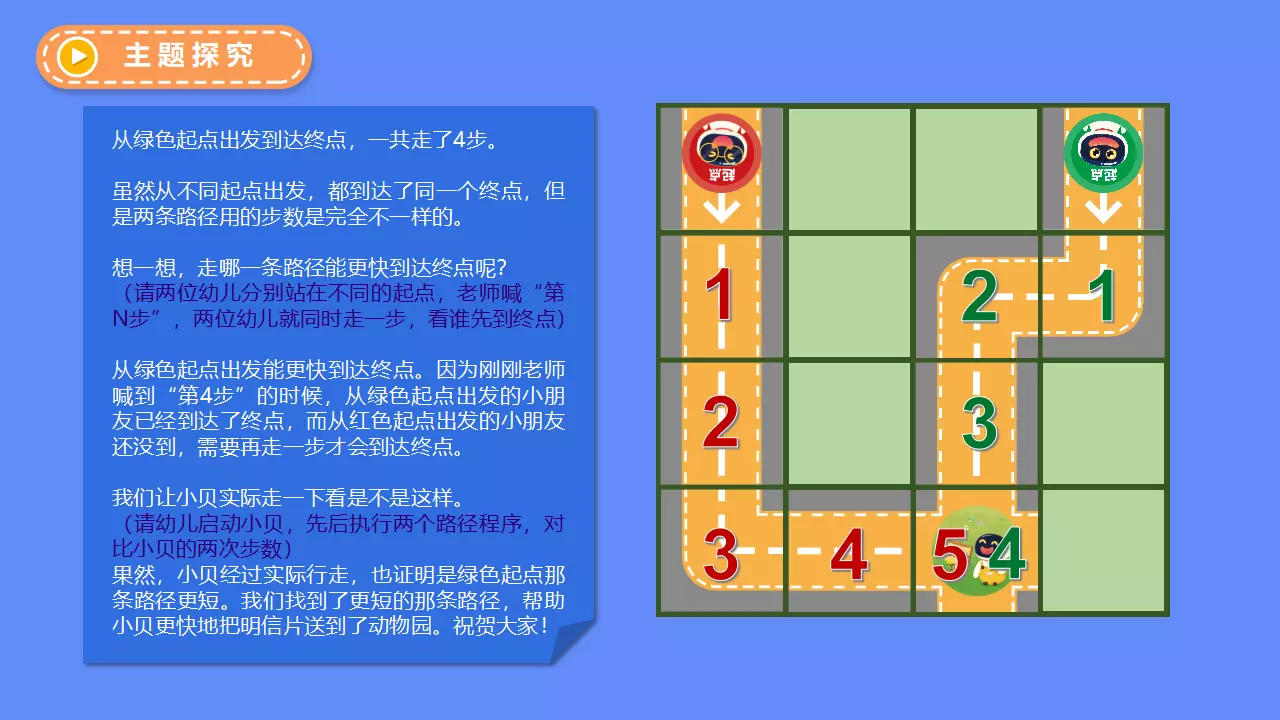 主题探究
从绿色起点出发到达终点，一共走了4步。
虽然从不同起点出发，都到达了同一个终点，但
是两条路径用的步数是完全不一样的。
想一想，走哪一条路径能更快到达终点呢？
（请两位幼儿分别站在不同的起点，老师喊“第
N步”，两位幼儿就同时走一步，看谁先到终点）
从绿色起点出发能更快到达终点。因为刚刚老师
喊到“第4步”的时候，从绿色起点出发的小朋
友已经到达了终点，而从红色起点出发的小朋友
还没到，需要再走一步才会到达终点。
我们让小贝实际走一下看是不是这样。
（请幼儿启动小贝，先后执行两个路径程序，对
比小贝的两次步数）
果然，小贝经过实际行走，也证明是绿色起点那
条路径更短。我们找到了更短的那条路径，帮助
小贝更快地把明信片送到了动物园。祝贺大家！
起点
起点
1
2
1
2
3
3
4
5
4